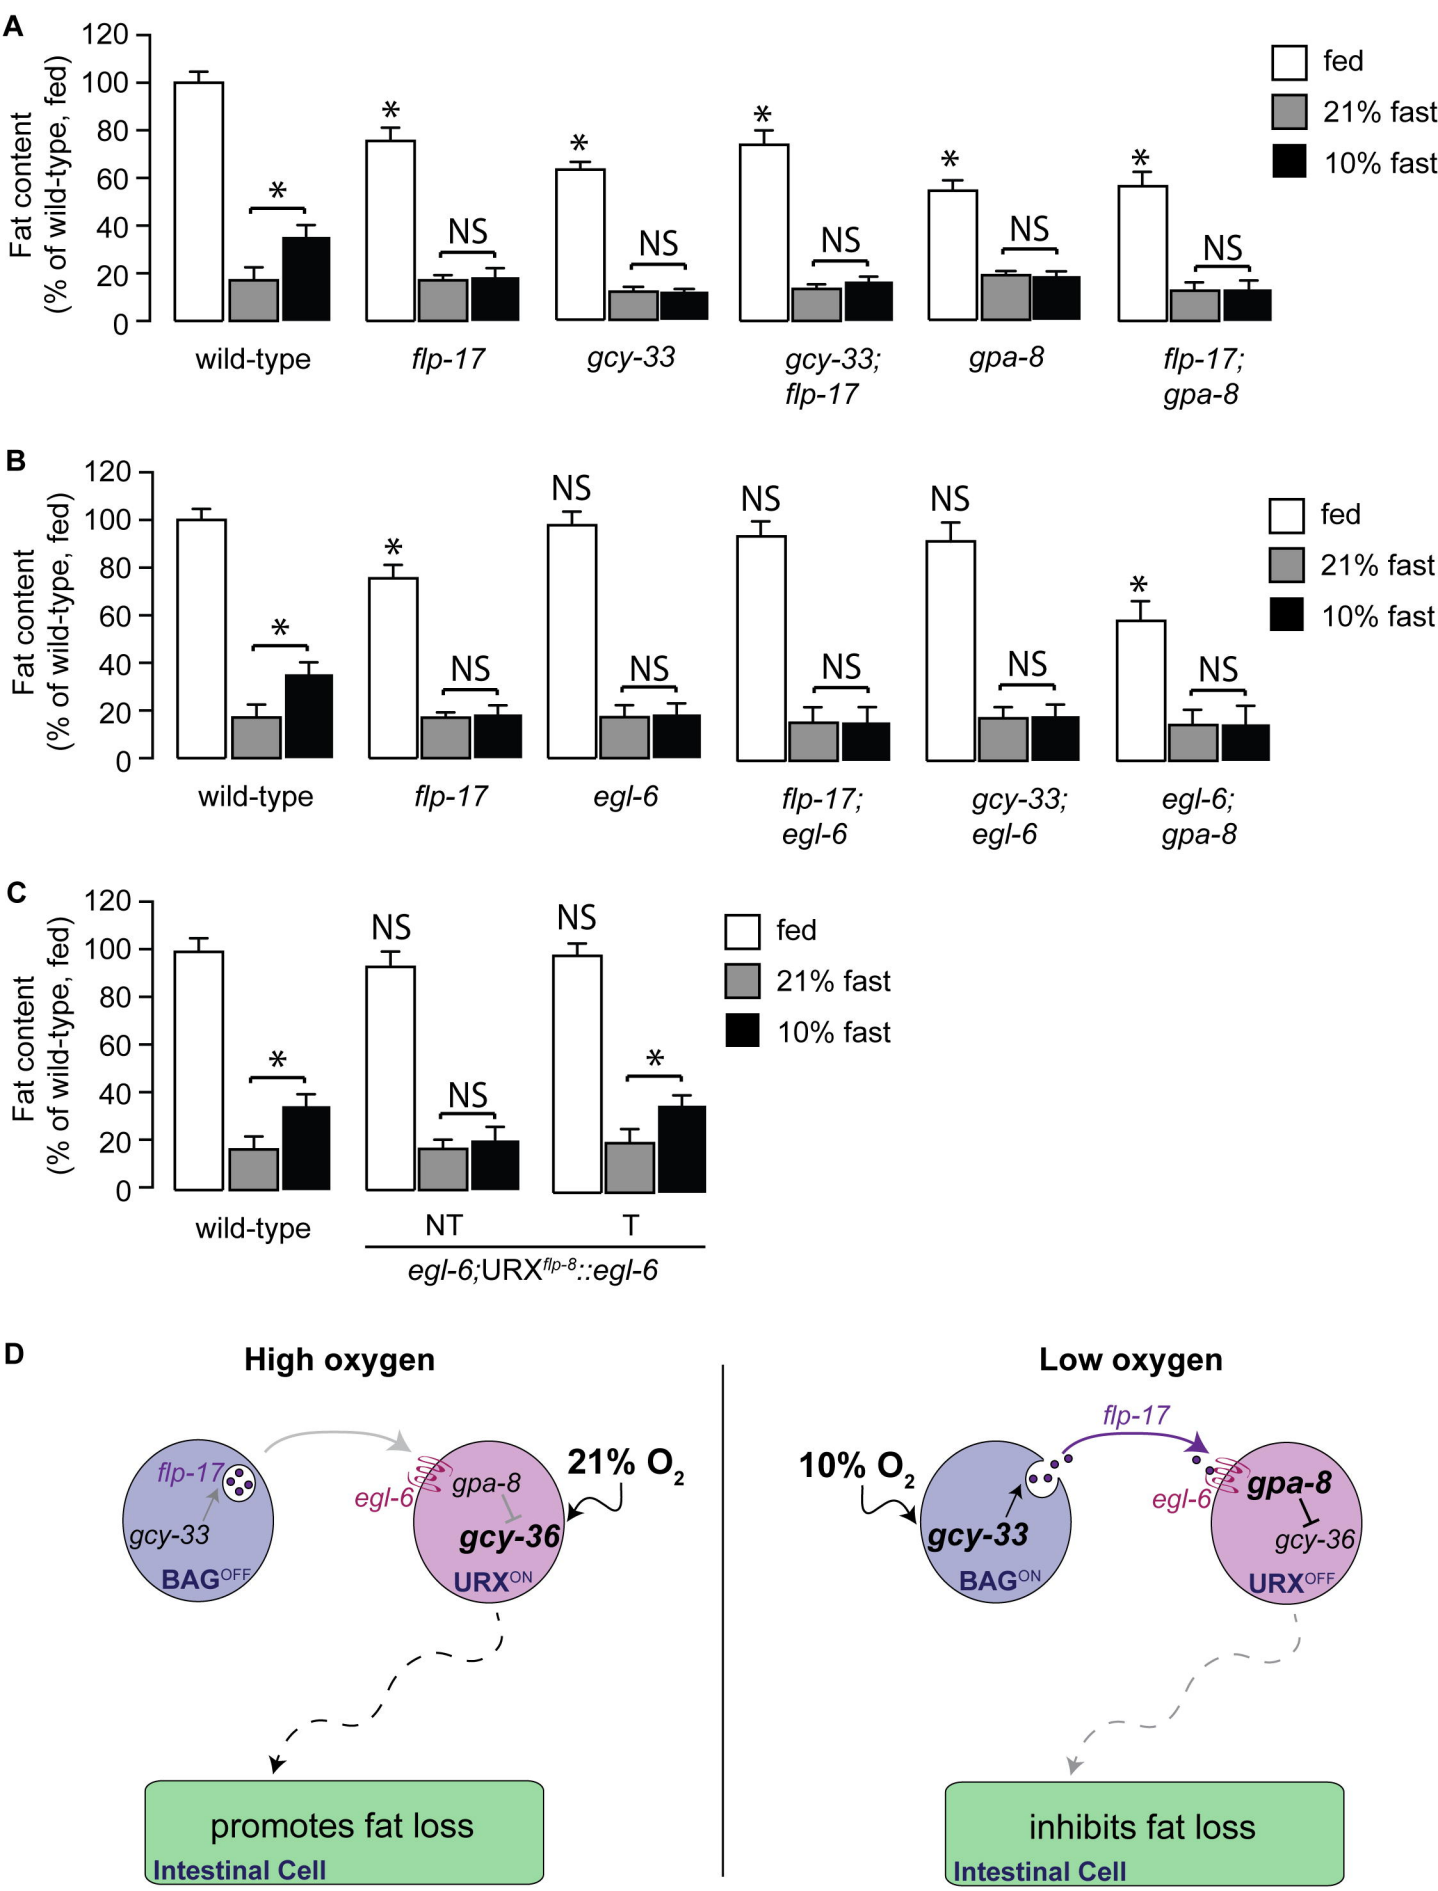 A
Fat content
(% of wild-type, fed)
120
100
80
60
40
20
0
*
*
*
*
*
*
*
NS
NS
NS
NS
NS
fed
21% fast
10% fast
wild-type
flp-17
gcy-33
gcy-33;
flp-17
gpa-8
flp-17;
gpa-8
B
Fat content
(% of wild-type, fed)
120
100
80
60
40
20
0
*
*
NS
NS
NS
*
NS
NS
NS
NS
NS
fed
21% fast
10% fast
wild-type
flp-17
egl-6
flp-17;
egl-6
gcy-33;
egl-6
egl-6;
gpa-8
C
Fat content
(% of wild-type, fed)
120
100
80
60
40
20
0
*
NS
NS
NS
*
fed
21% fast
10% fast
wild-type
NT
T
egl-6;URXflp-8::egl-6
D
High oxygen
flp-17
gcy-33
BAGOFF
egl-6
gpa-8
gcy-36
URXON
21% O2
promotes fat loss
Intestinal Cell
Low oxygen
10% O2
flp-17
gcy-33
BAGON
egl-6
gpa-8
gcy-36
URXOFF
inhibits fat loss
Intestinal Cell